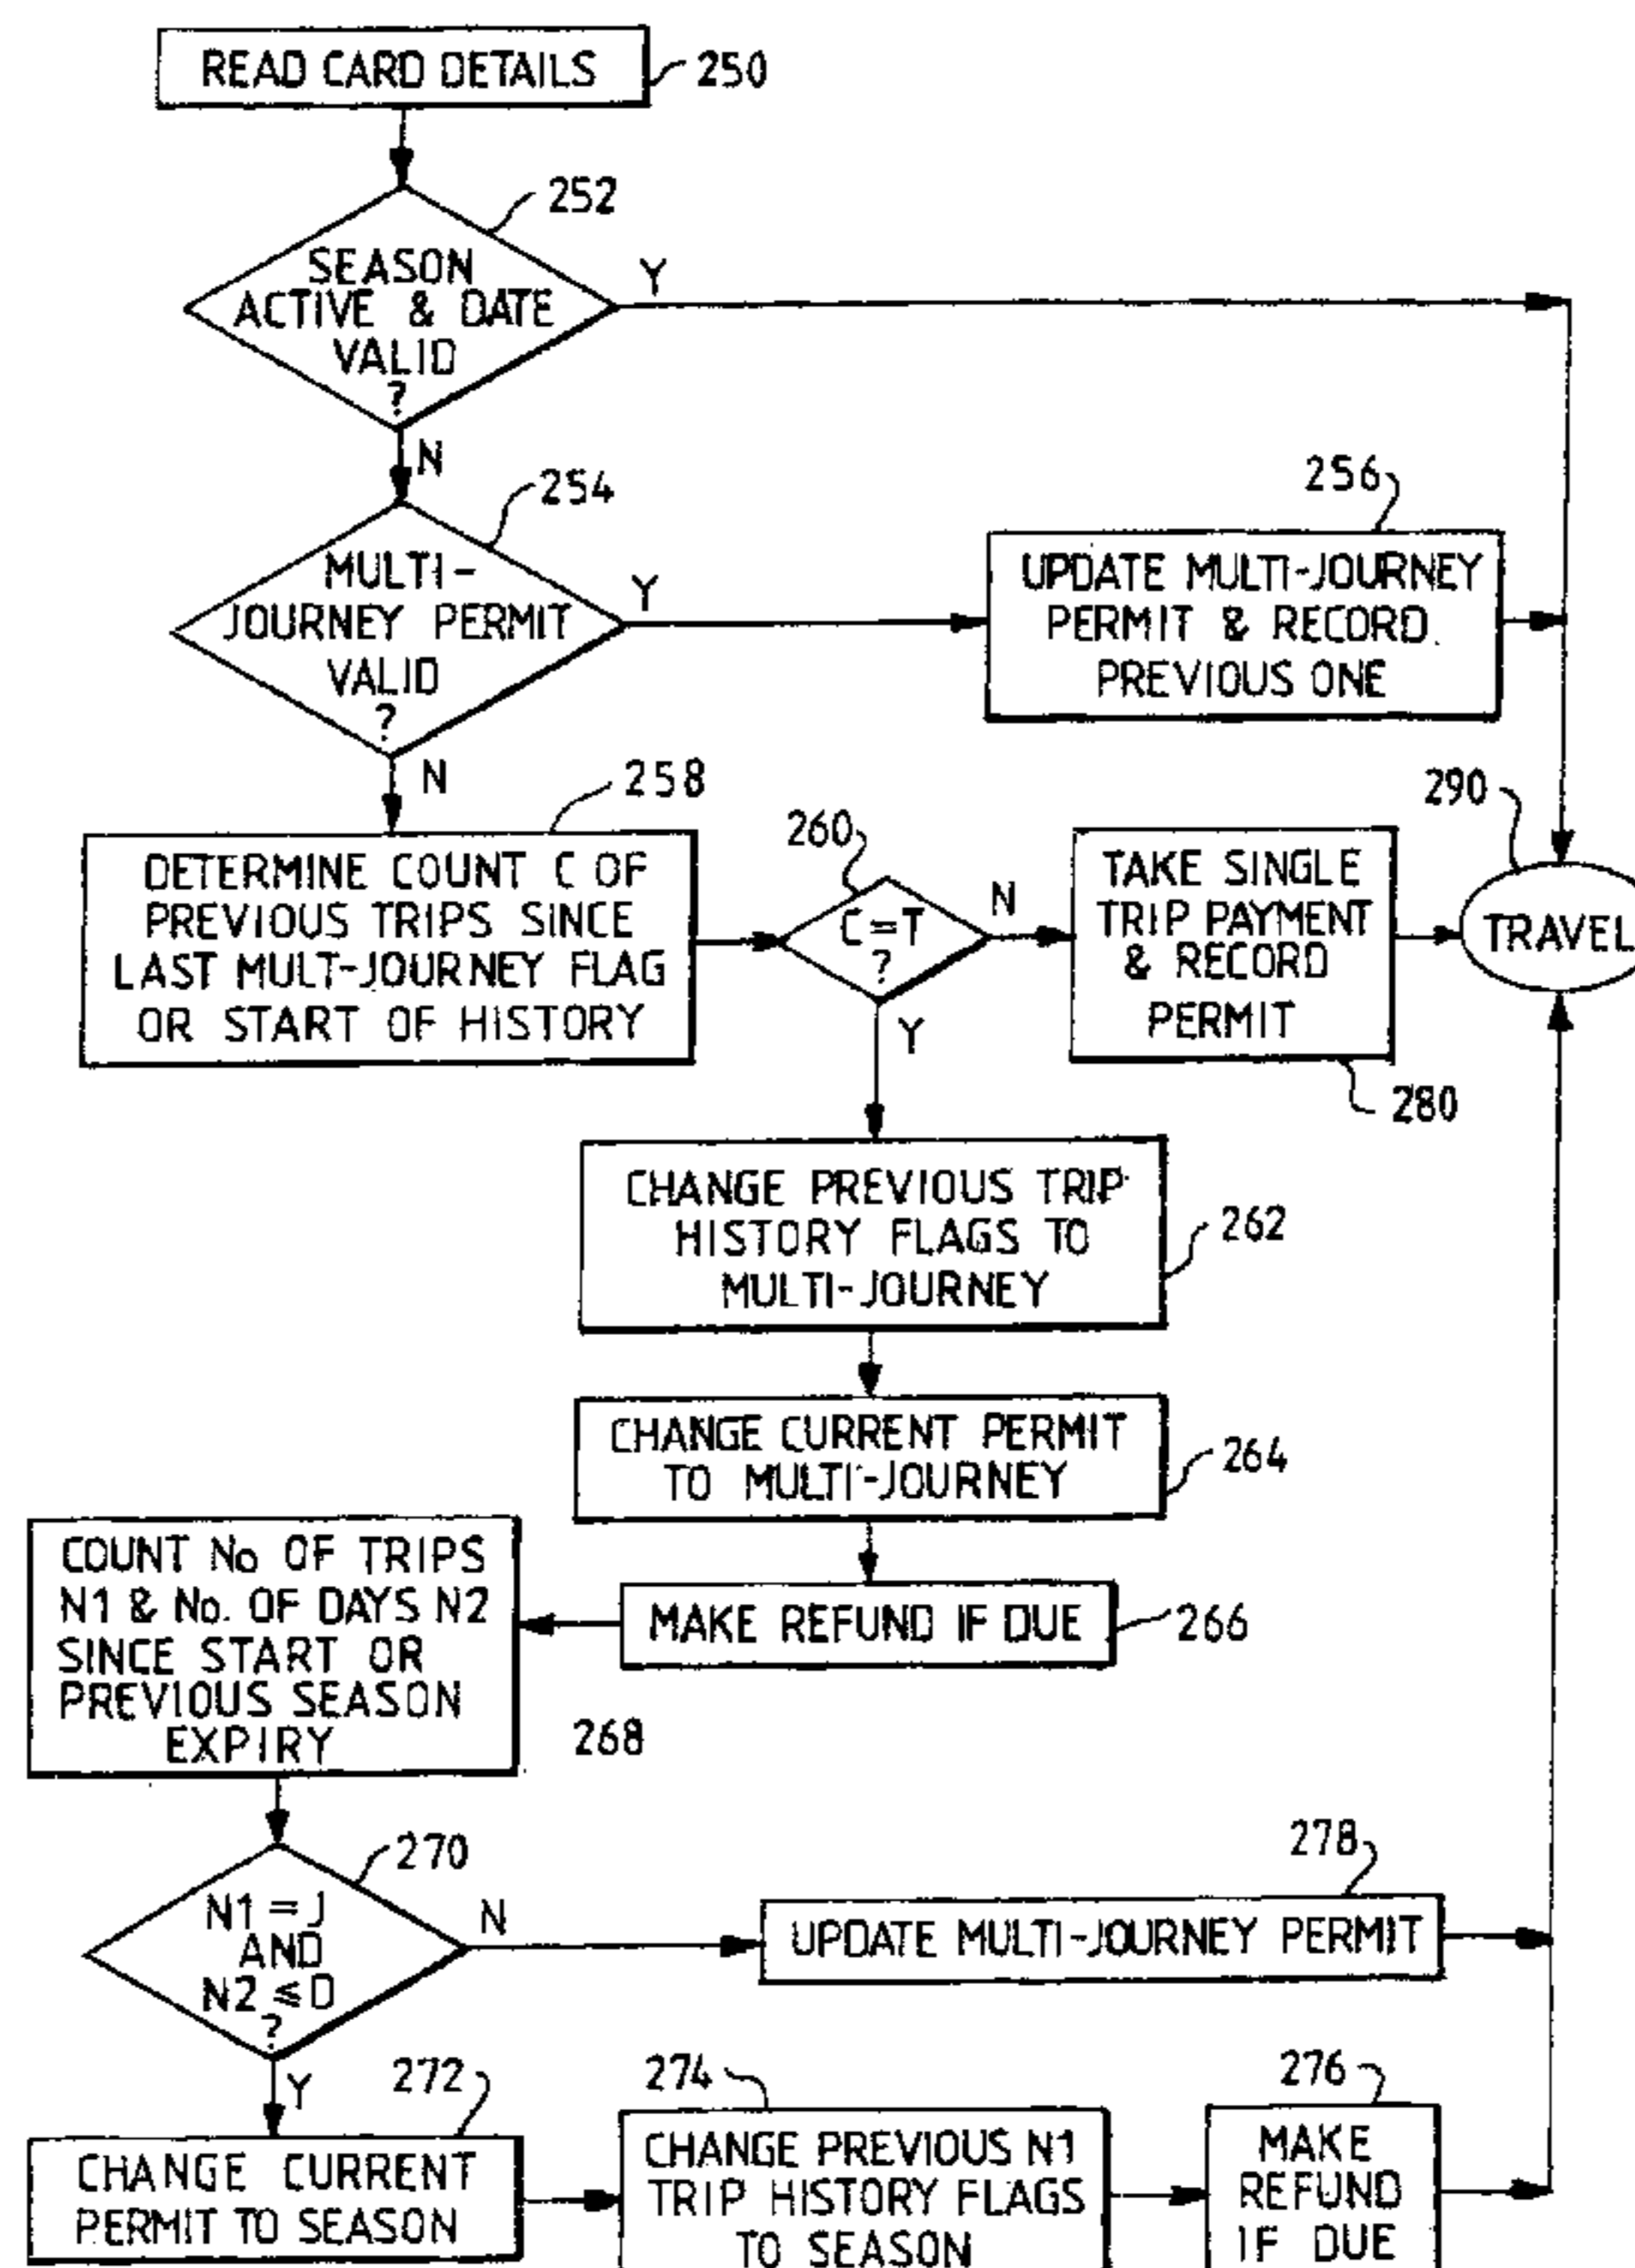 READ CARD DETAILS
250
252
SEASON
ACTIVE & DATE
VALID
?
Y
N
254
MULTI-
JOURNEY PERMIT
VALID
?
Y
N
256
UPDATE MULTI-JOURNEY
PERMIT & RECORD
PREVIOUS ONE
258
DETERMINE COUNT C OF
PREVIOUS TRIPS SINCE
LAST MULT-JOURNEY FLAG
OR START OF HISTORY
260
C=T
?
N
Y
TAKE SINGLE
TRIP PAYMENT
& RECORD
PERMIT
280
290
TRAVEL
CHANGE PREVIOUS TRIP
HISTORY FLAGS TO
MULTI-JOURNEY
262
CHANGE CURRENT PERMIT
TO MULTI-JOURNEY
264
MAKE REFUND IF DUE
266
COUNT No OF TRIPS
N1 & No. OF DAYS N2
SINCE START OR
PREVIOUS SEASON
EXPIRY
268
270
N1 = J
AND
N2 ≤ D
?
N
Y
278
UPDATE MULTI-JOURNEY PERMIT
272
CHANGE CURRENT
PERMIT TO SEASON
274
CHANGE PREVIOUS N1
TRIP HISTORY FLAGS
TO SEASON
276
MAKE
REFUND
IF DUE